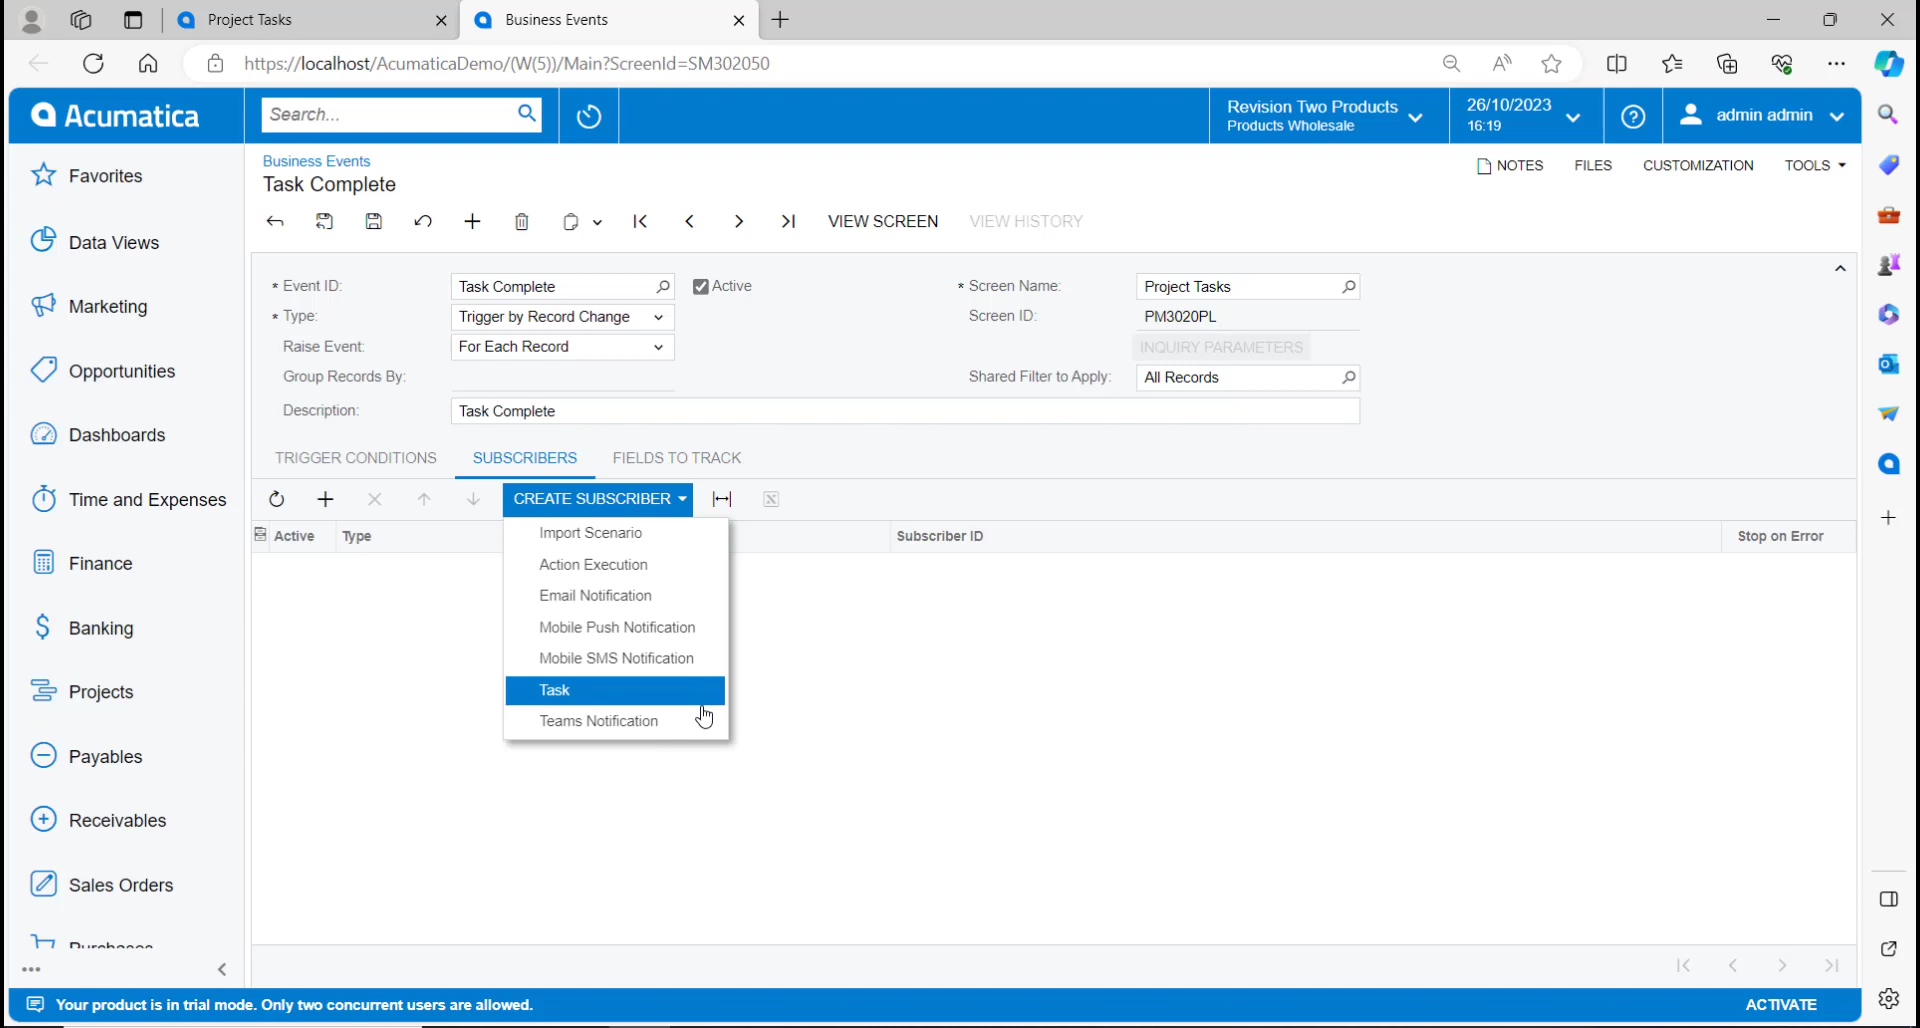 Project Tasks
Business Events
https://localhost/AcumaticaDemo/(W(5))/Main?ScreenId=SM302050
Acumatica
Search...
Revision Two Products
Products Wholesale
26/10/2023
16:19
admin admin
Favorites
Data Views
Marketing
Opportunities
Dashboards
Time and Expenses
Finance
Banking
Projects
Payables
Receivables
Sales Orders
Purchases
Business Events
Task Complete
NOTES
FILES
CUSTOMIZATION
TOOLS
VIEW SCREEN
VIEW HISTORY
* Event ID:
Task Complete
Active
* Type:
Trigger by Record Change
Raise Event:
For Each Record
Group Records By:
Description:
Task Complete
* Screen Name:
Project Tasks
Screen ID:
PM3020PL
INQUIRY PARAMETERS
Shared Filter to Apply:
All Records
TRIGGER CONDITIONS
SUBSCRIBERS
FIELDS TO TRACK
CREATE SUBSCRIBER
Active
Type
Subscriber ID
Stop on Error
Import Scenario
Action Execution
Email Notification
Mobile Push Notification
Mobile SMS Notification
Task
Teams Notification
Your product is in trial mode. Only two concurrent users are allowed.
ACTIVATE